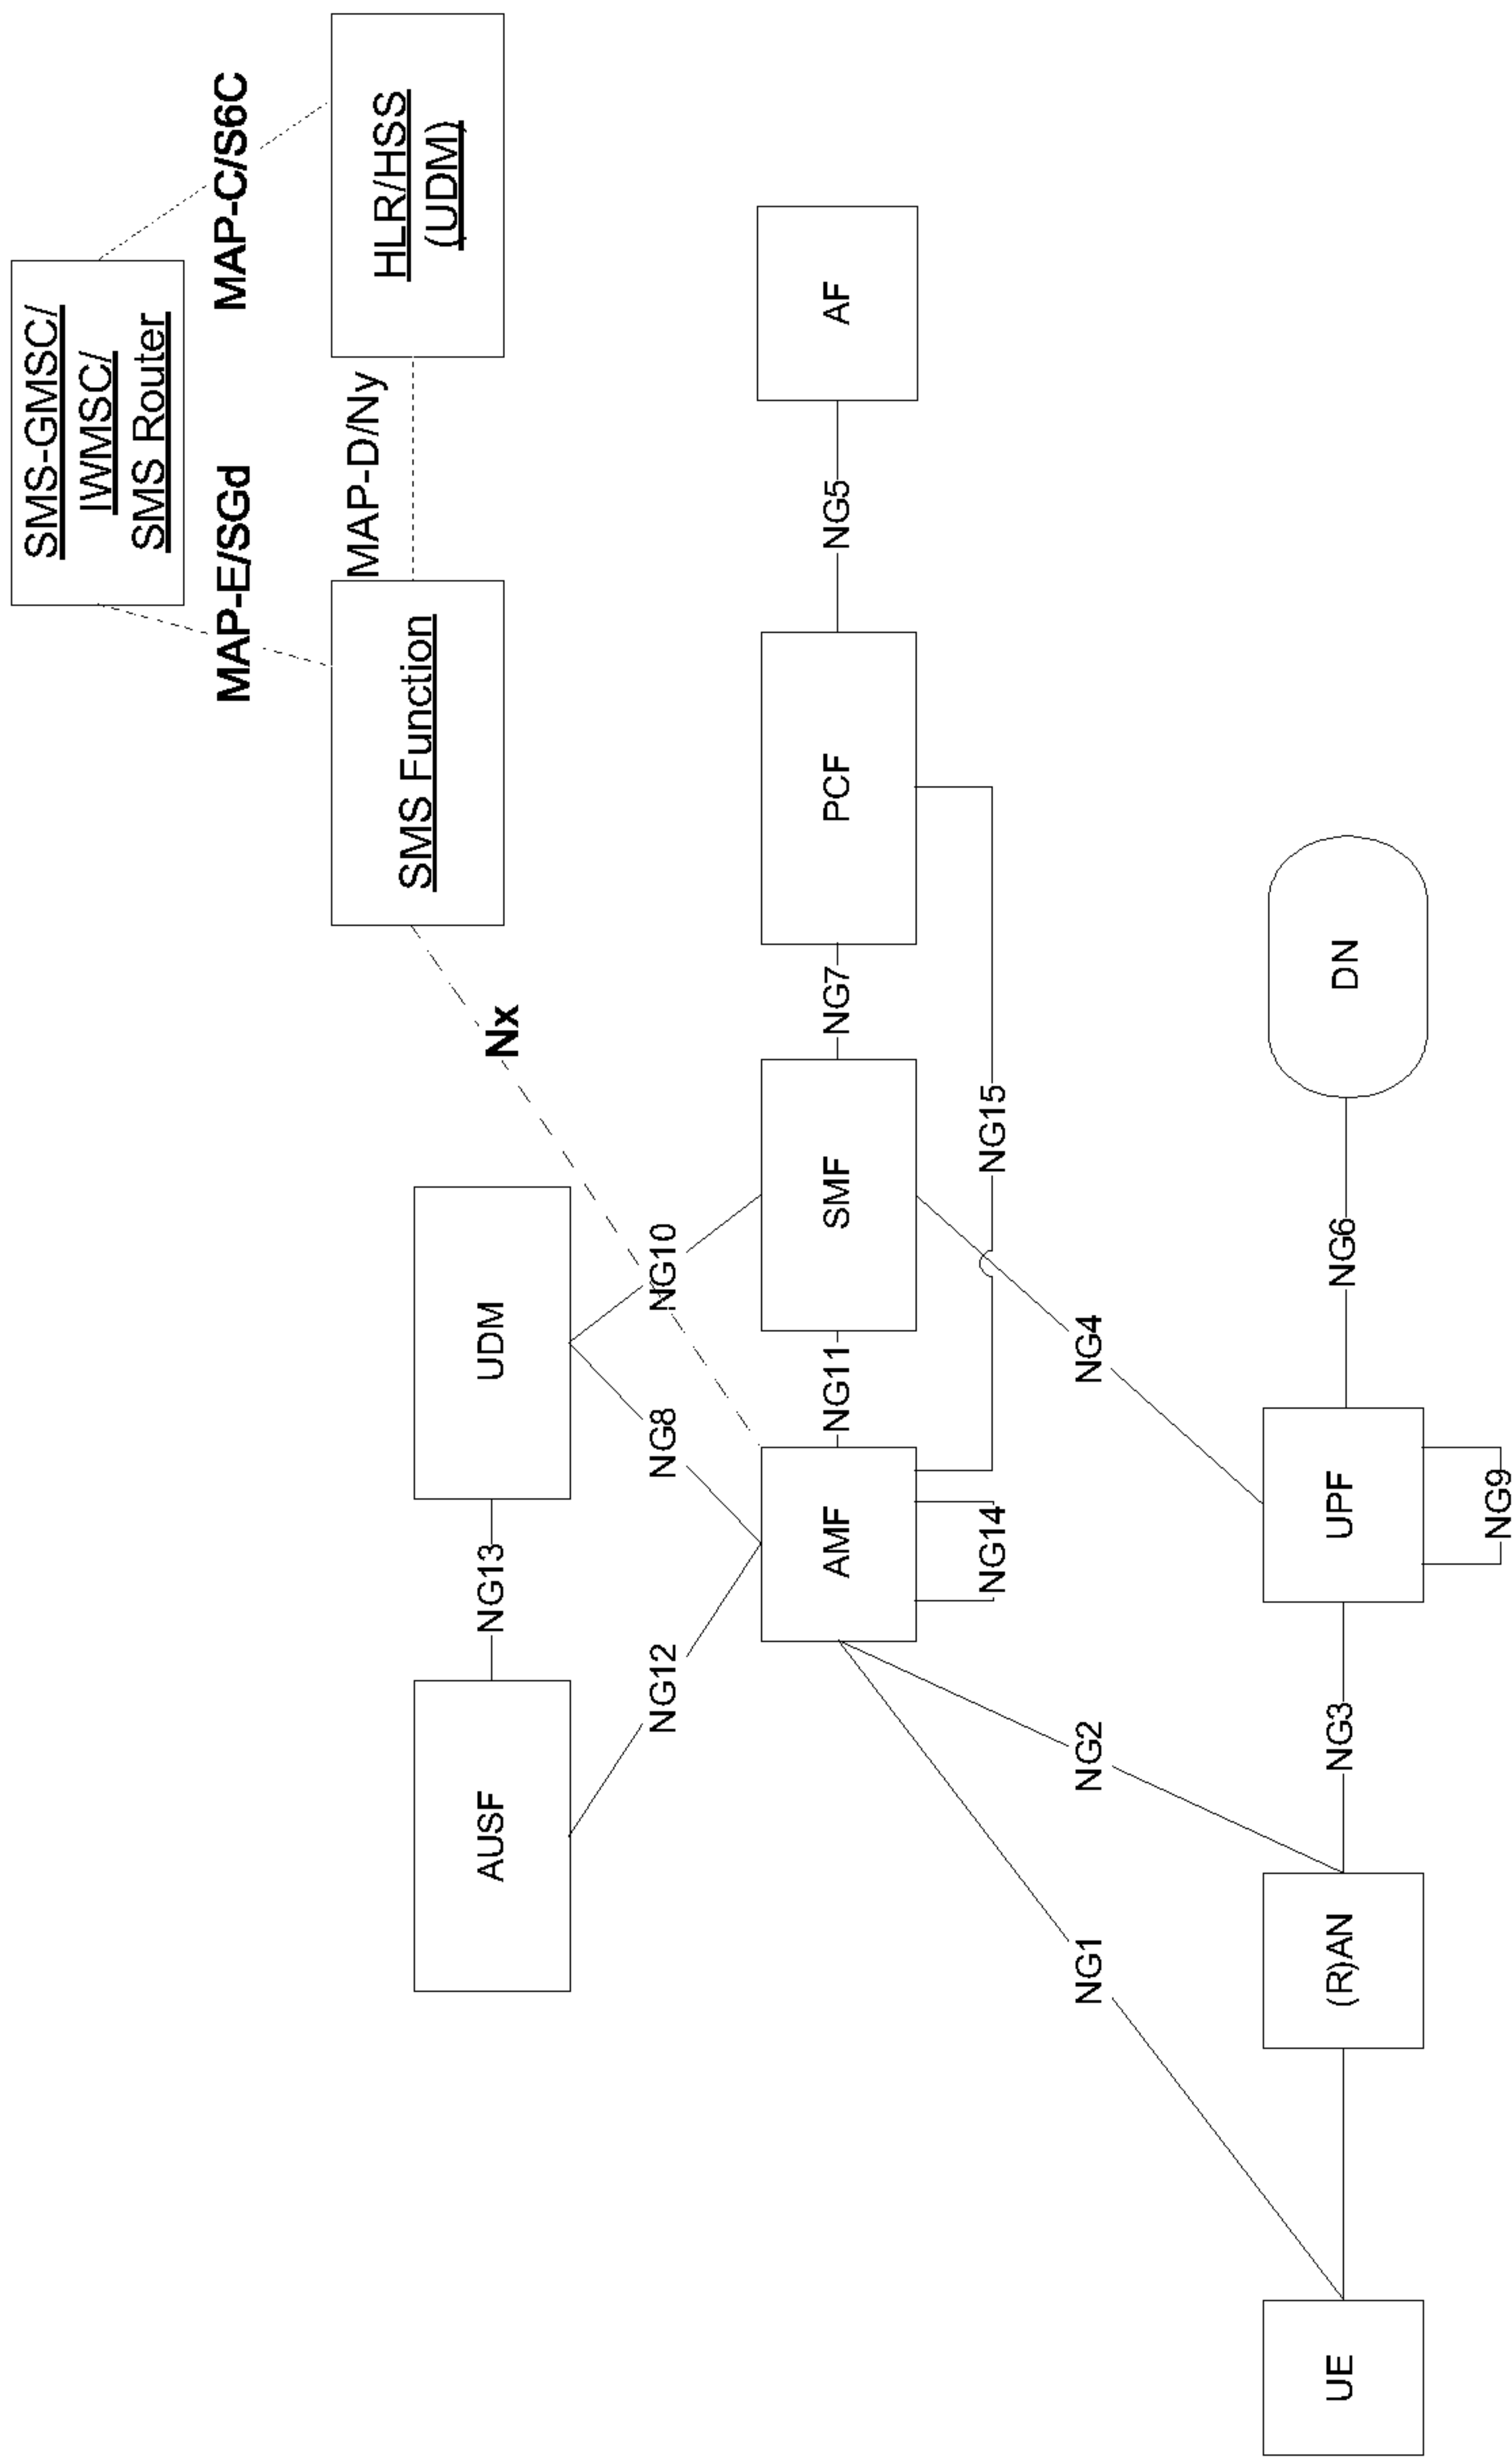 SMS-GMSC/
IWMSC/
SMS Router
MAP-E/SGd
MAP-C/S6C
SMS Function
MAP-D/Ny
HLR/HSS
(UDM)
Nx
AUSF
NG13
UDM
NG12
NG8
NG10
AMF
NG11
SMF
NG7
PCF
NG5
AF
NG14
NG15
NG1
NG2
NG4
UE
(R)AN
NG3
UPF
NG6
DN
NG9